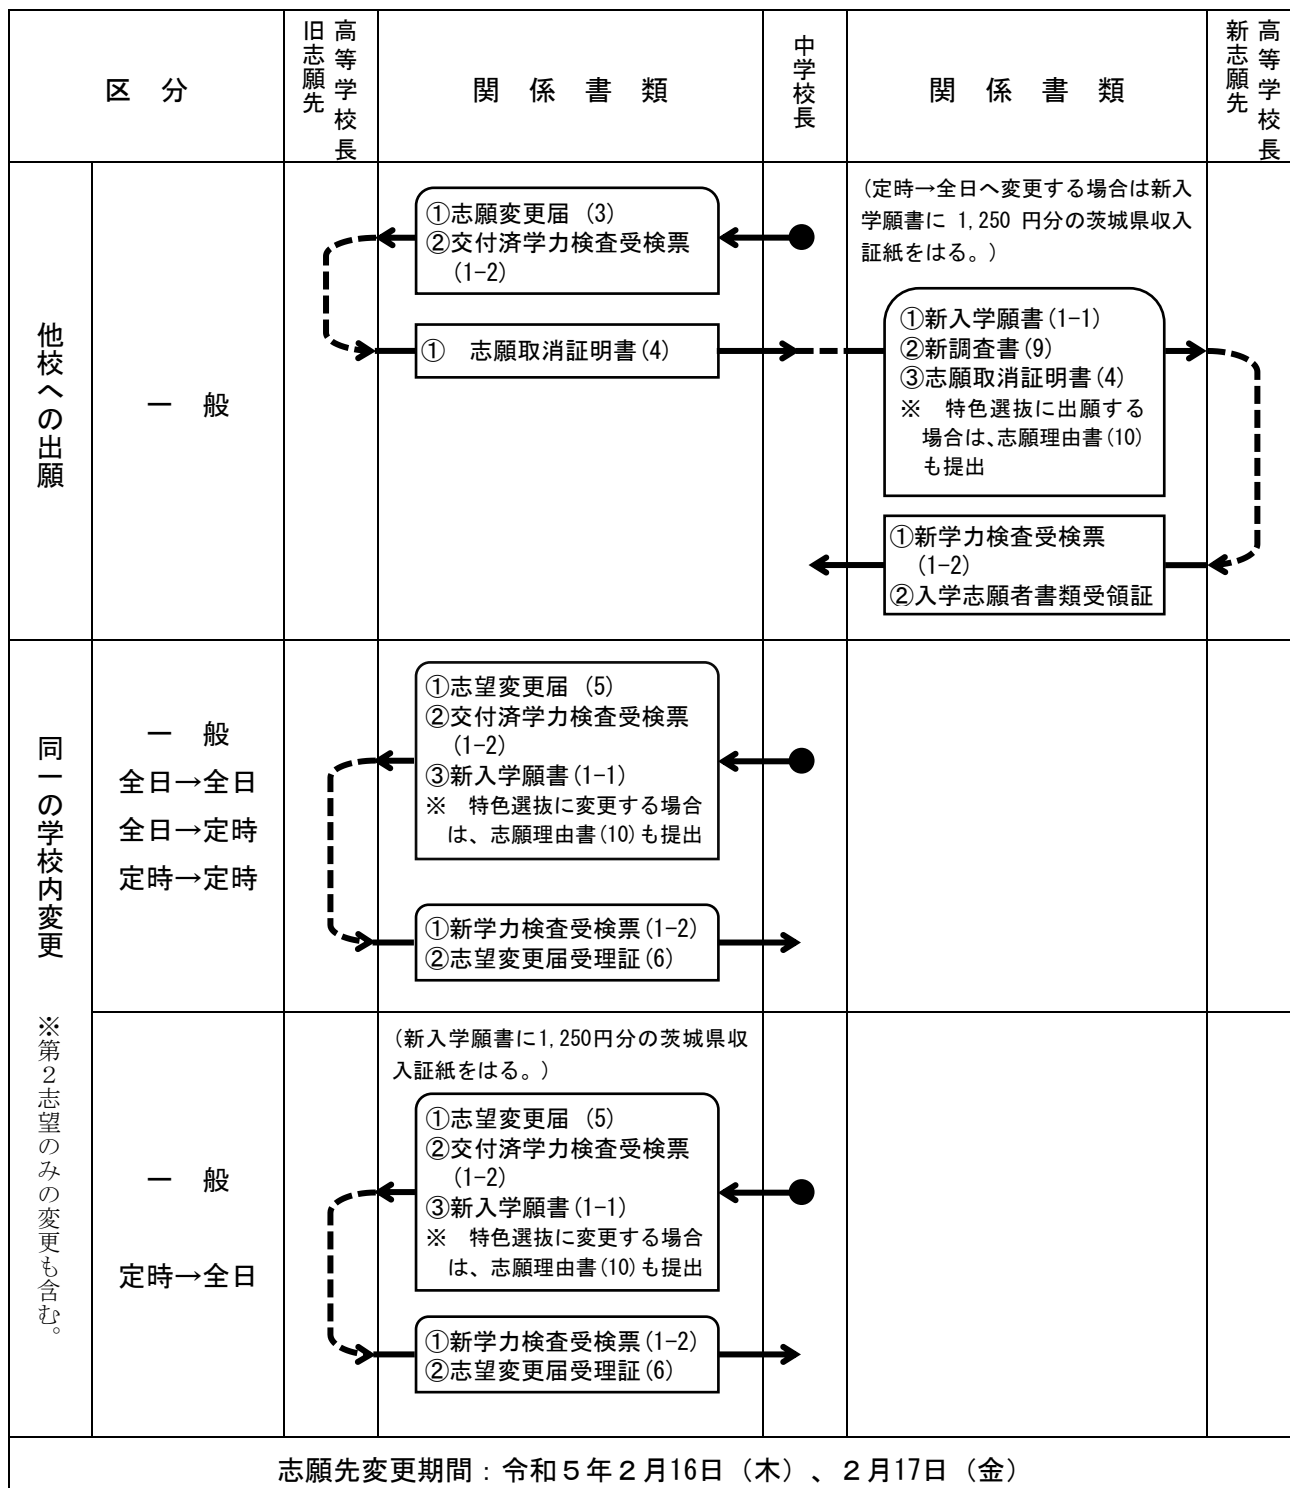 区　分
旧志願先
高等学校長
関　係　書　類
中学校長
関　係　書　類
新志願先
高等学校長
他校への出願
一　般
①志願変更届（3）
②交付済学力検査受検票
（1-2）
①　志願取消証明書（4）
（定時→全日へ変更する場合は新入
学願書に 1,250 円分の茨城県収入
証紙をはる。）
①新入学願書（1-1）
②新調査書（9）
③志願取消証明書（4）
※　特色選抜に出願する
場合は、志願理由書（10）
も提出
①新学力検査受検票
（1-2）
②入学志願者書類受領証
同一の学校内変更　※第２志望のみの変更も含む。
一　般
全日→全日
全日→定時
定時→定時
①志望変更届（5）
②交付済学力検査受検票
（1-2）
③新入学願書（1-1）
※　特色選抜に変更する場合
は、志願理由書（10）も提出
①新学力検査受検票（1-2）
②志望変更届受理証（6）
一　般
定時→全日
（新入学願書に1,250円分の茨城県収
入証紙をはる。）
①志望変更届（5）
②交付済学力検査受検票
（1-2）
③新入学願書（1-1）
※　特色選抜に変更する場合
は、志願理由書（10）も提出
①新学力検査受検票（1-2）
②志望変更届受理証（6）
志願先変更期間：令和５年２月16日（木）、２月17日（金）